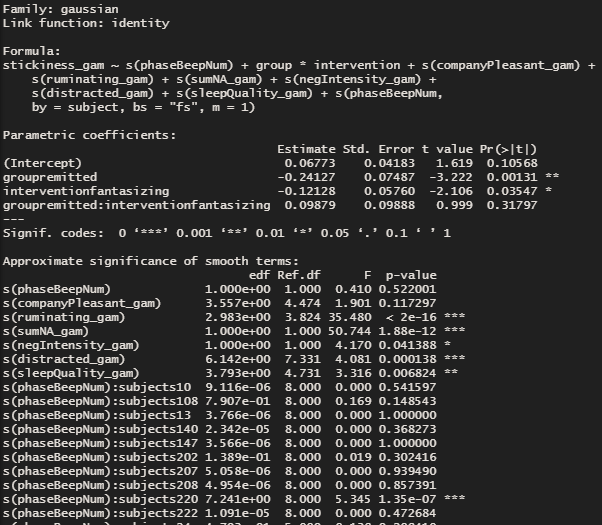 Family: gaussian
Link function: identity
Formula:
stickiness_gam ~ s(phaseBeepNum) + group * intervention + s(companyPleasant_gam) +
s(ruminating_gam) + s(sumNA_gam) + s(negIntensity_gam) +
s(distracted_gam) + s(sleepQuality_gam) + s(phaseBeepNum,
by = subject, bs = "fs", m = 1)
Parametric coefficients:
Estimate Std. Error t value Pr(>|t|)
(Intercept) 0.06773 0.04183 1.619 0.10568
groupremitted -0.24127 0.07487 -3.222 0.00131 **
interventionfantasizing -0.12128 0.05760 -2.106 0.03547 *
groupremitted:interventionfantasizing 0.09879 0.09888 0.999 0.31797
---
Signif. codes: 0 ‘***’ 0.001 ‘**’ 0.01 ‘*’ 0.05 ‘.’ 0.1 ‘ ’ 1
Approximate significance of smooth terms:
edf Ref.df F p-value
s(phaseBeepNum) 1.000e+00 1.000 0.410 0.522001
s(companyPleasant_gam) 3.557e+00 4.474 1.901 0.117297
s(ruminating_gam) 2.983e+00 3.824 35.480 < 2e-16 ***
s(sumNA_gam) 1.000e+00 1.000 50.744 1.88e-12 ***
s(negIntensity_gam) 1.000e+00 1.000 4.170 0.041388 *
s(distracted_gam) 6.142e+00 7.331 4.081 0.000138 ***
s(sleepQuality_gam) 3.793e+00 4.731 3.316 0.006824 **
s(phaseBeepNum):subjects10 9.116e-06 8.000 0.000 0.541597
s(phaseBeepNum):subjects108 7.907e-01 8.000 0.169 0.148543
s(phaseBeepNum):subjects13 3.766e-06 8.000 0.000 1.000000
s(phaseBeepNum):subjects140 2.342e-05 8.000 0.000 0.368273
s(phaseBeepNum):subjects147 3.566e-06 8.000 0.000 1.000000
s(phaseBeepNum):subjects202 1.389e-01 8.000 0.019 0.302416
s(phaseBeepNum):subjects207 5.058e-06 8.000 0.000 0.939490
s(phaseBeepNum):subjects208 4.954e-06 8.000 0.000 0.857391
s(phaseBeepNum):subjects220 7.241e+00 8.000 5.345 1.35e-07 ***
s(phaseBeepNum):subjects222 1.091e-05 8.000 0.000 0.472684